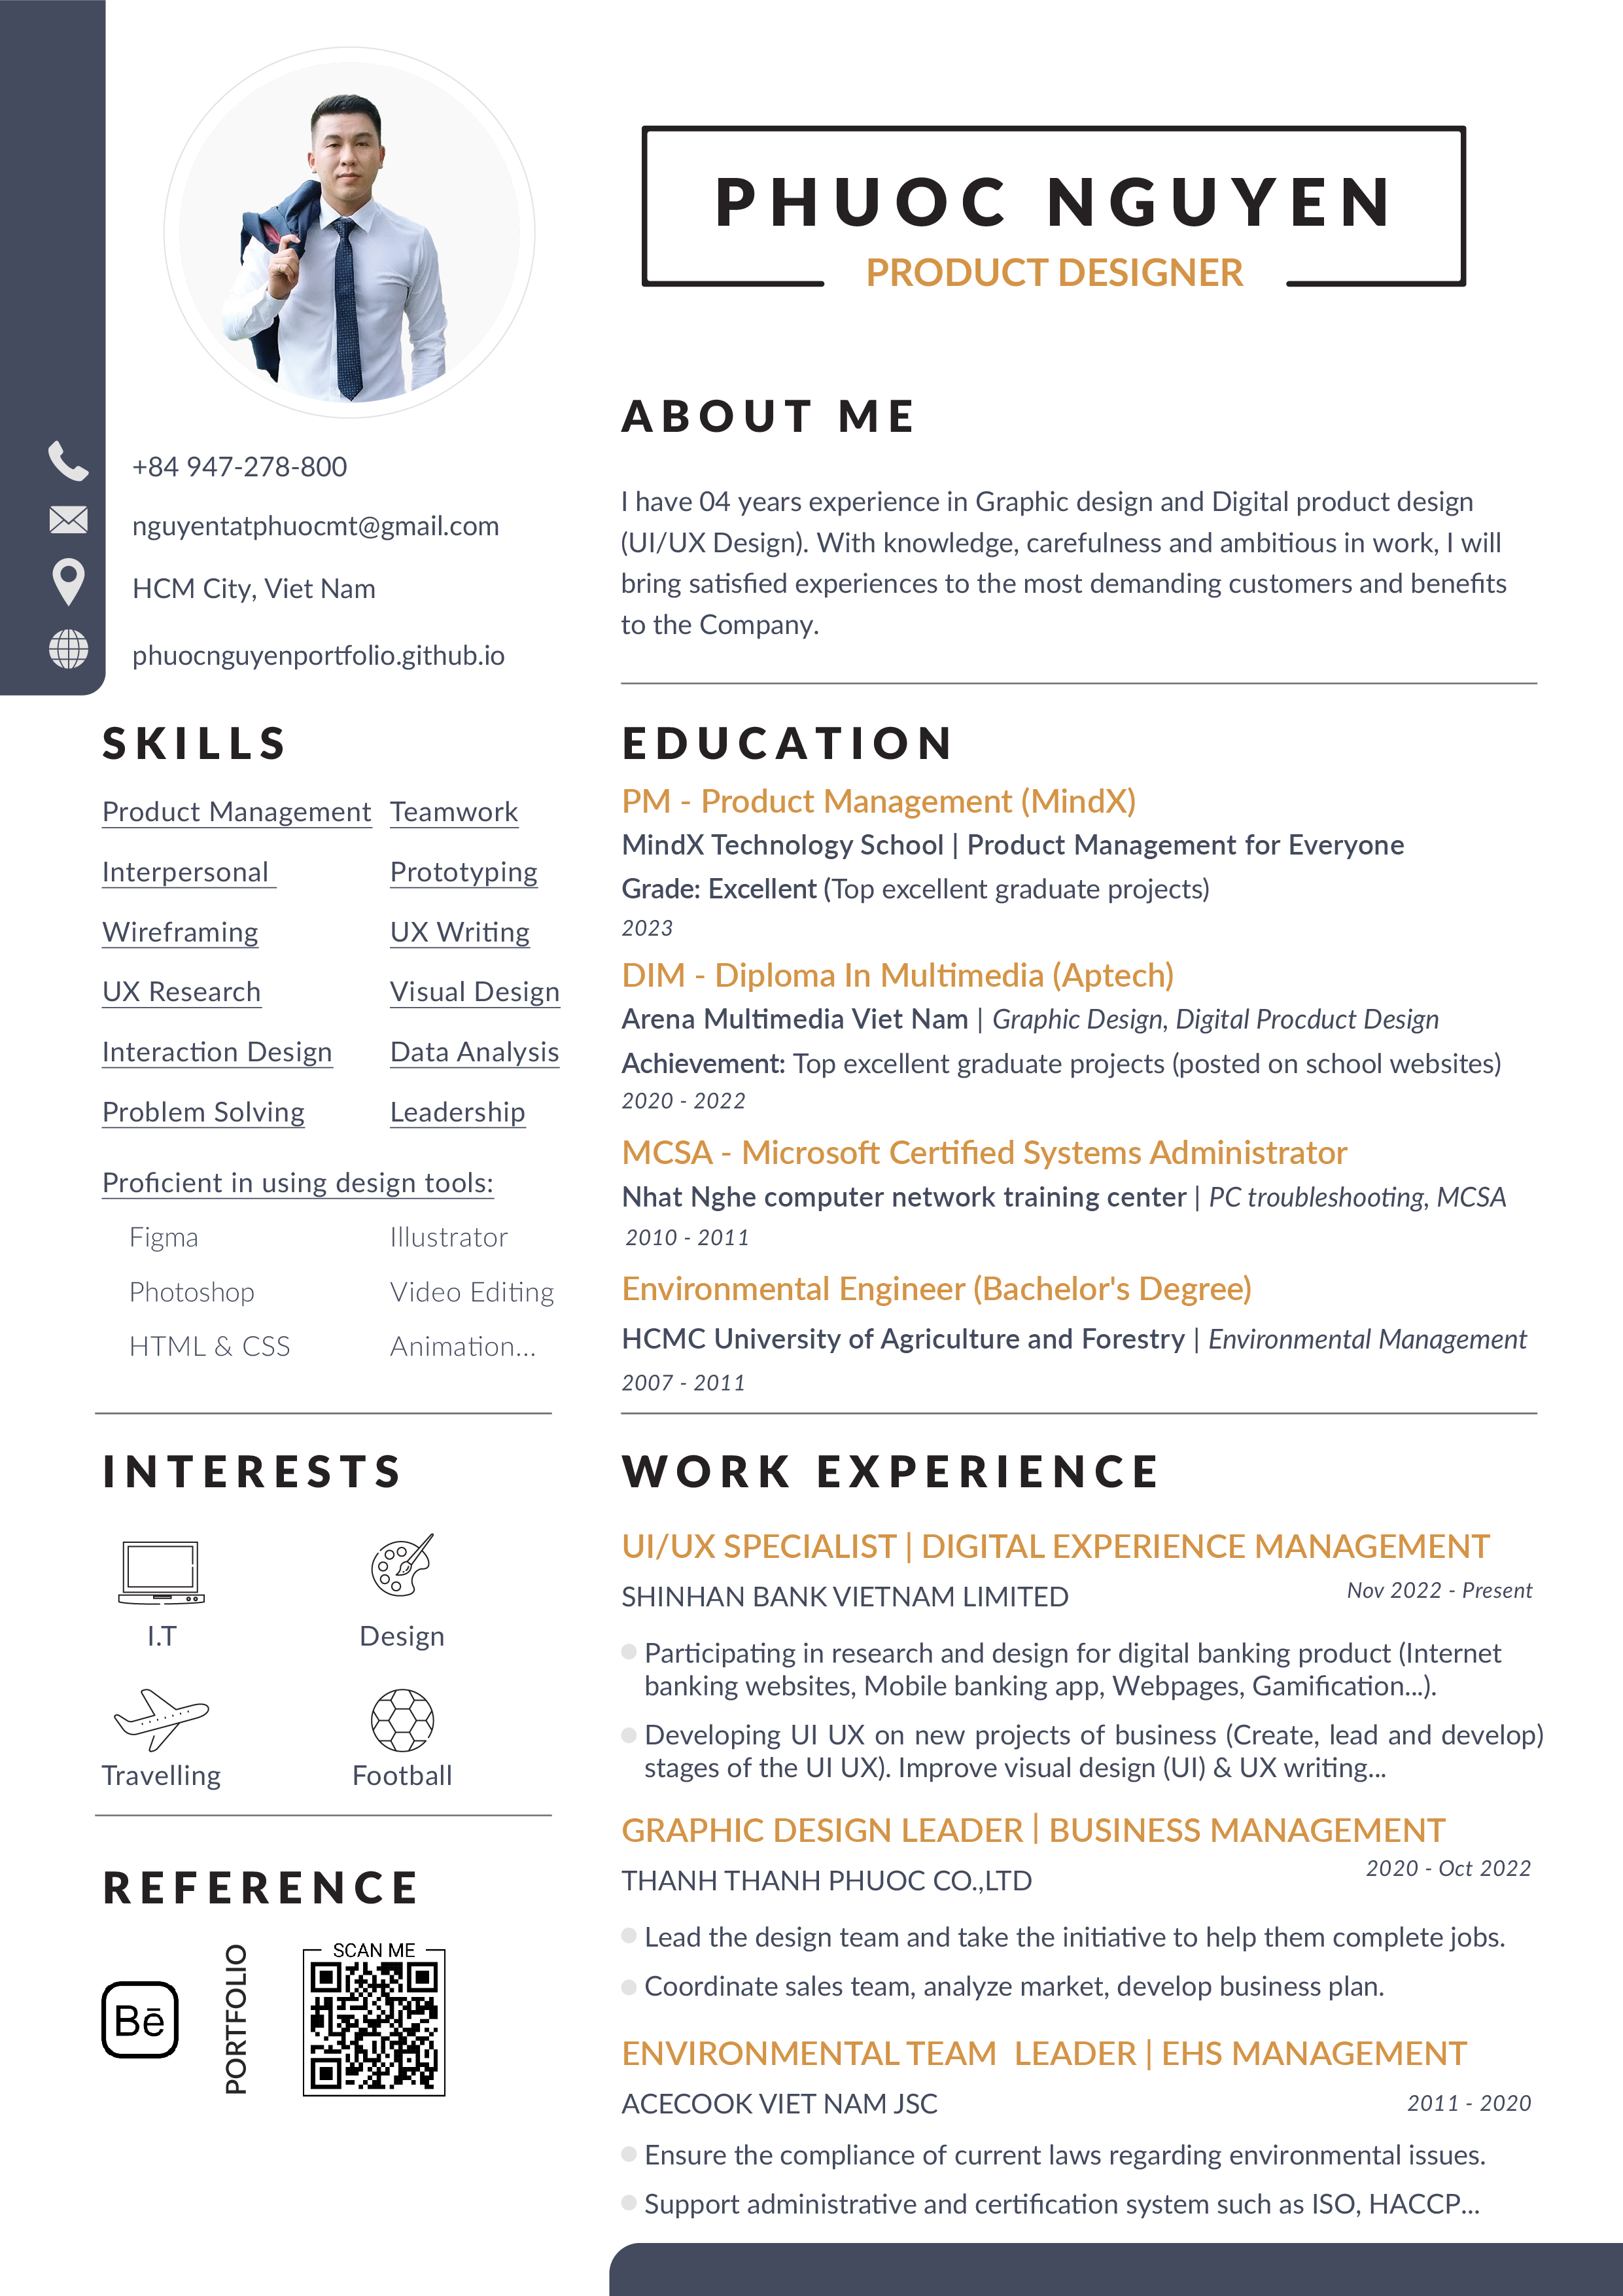 PHUOC NGUYEN
PRODUCT DESIGNER
+84 947-278-800
nguyentatphuocmt@gmail.com
HCM City, Viet Nam
phuocnguyenportfolio.github.io
SKILLS
Product Management Teamwork
Interpersonal Prototyping
Wireframing UX Writing
UX Research Visual Design
Interaction Design Data Analysis
Problem Solving Leadership
Proficient in using design tools:
Figma Illustrator
Photoshop Video Editing
HTML & CSS Animation...
INTERESTS
I.T Design
Travelling Football
REFERENCE
Bē
PORTFOLIO
SCAN ME
ABOUT ME
I have 04 years experience in Graphic design and Digital product design
(UI/UX Design). With knowledge, carefulness and ambitious in work, I will
bring satisfied experiences to the most demanding customers and benefits
to the Company.
EDUCATION
PM - Product Management (MindX)
MindX Technology School | Product Management for Everyone
Grade: Excellent (Top excellent graduate projects)
2023
DIM - Diploma In Multimedia (Aptech)
Arena Multimedia Viet Nam | Graphic Design, Digital Procduct Design
Achievement: Top excellent graduate projects (posted on school websites)
2020 - 2022
MCSA - Microsoft Certified Systems Administrator
Nhat Nghe computer network training center | PC troubleshooting, MCSA
2010 - 2011
Environmental Engineer (Bachelor's Degree)
HCMC University of Agriculture and Forestry | Environmental Management
2007 - 2011
WORK EXPERIENCE
UI/UX SPECIALIST | DIGITAL EXPERIENCE MANAGEMENT
SHINHAN BANK VIETNAM LIMITED Nov 2022 - Present
Participating in research and design for digital banking product (Internet
banking websites, Mobile banking app, Webpages, Gamification...).
Developing UI UX on new projects of business (Create, lead and develop)
stages of the UI UX). Improve visual design (UI) & UX writing...
GRAPHIC DESIGN LEADER | BUSINESS MANAGEMENT
THANH THANH PHUOC CO.,LTD 2020 - Oct 2022
Lead the design team and take the initiative to help them complete jobs.
Coordinate sales team, analyze market, develop business plan.
ENVIRONMENTAL TEAM LEADER | EHS MANAGEMENT
ACECOOK VIET NAM JSC 2011 - 2020
Ensure the compliance of current laws regarding environmental issues.
Support administrative and certification system such as ISO, HACCP...